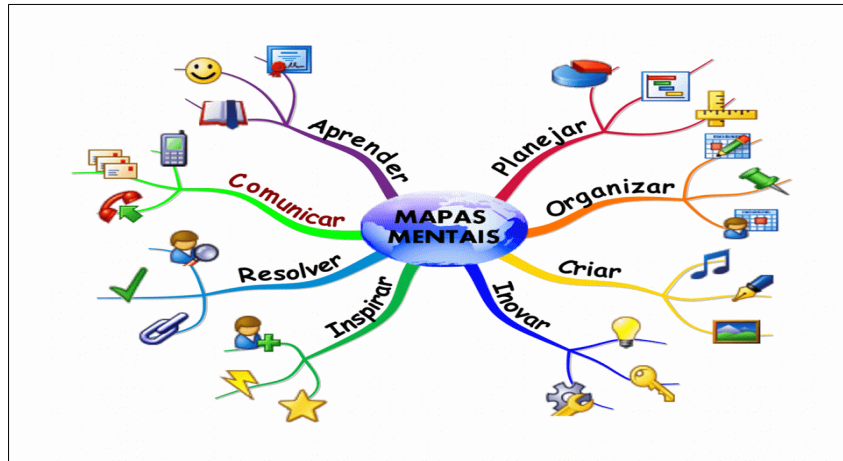 MAPAS
MENTAIS
Planejar
Organizar
Criar
Inovar
Inspirar
Resolver
Comunicar
Aprender